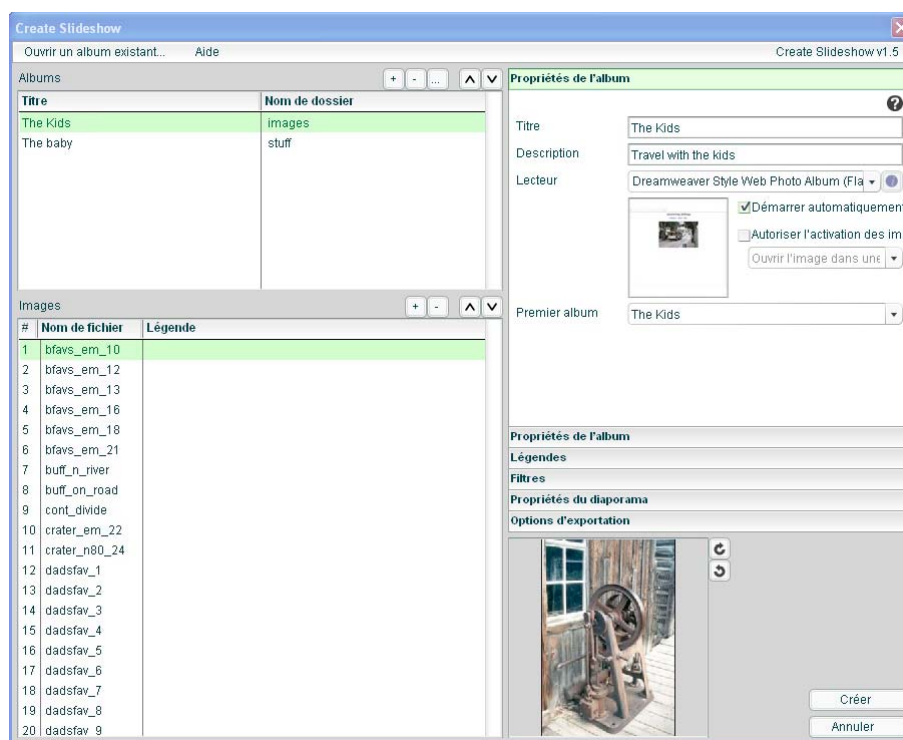 Create Slideshow
Ouvrir un album existant... Aide Create Slideshow v1.5
Albums + - ...
Titre Nom de dossier
The Kids images
The baby stuff
Images + -
# Nom de fichier Légende
1 bfavs_em_10
2 bfavs_em_12
3 bfavs_em_13
4 bfavs_em_16
5 bfavs_em_18
6 bfavs_em_21
7 buff_n_river
8 buff_on_road
9 cont_divide
10 crater_em_22
11 crater_n80_24
12 dadsfav_1
13 dadsfav_2
14 dadsfav_3
15 dadsfav_4
16 dadsfav_5
17 dadsfav_6
18 dadsfav_7
19 dadsfav_8
20 dadsfav_9
Propriétés de l'album
?
Titre The Kids
Description Travel with the kids
Lecteur Dreamweaver Style Web Photo Album (Fla
Démarrer automatiquemen
Autoriser l'activation des im
Ouvrir l'image dans une
Premier album The Kids
Propriétés de l'album
Légendes
Filtres
Propriétés du diaporama
Options d'exportation
Créer
Annuler